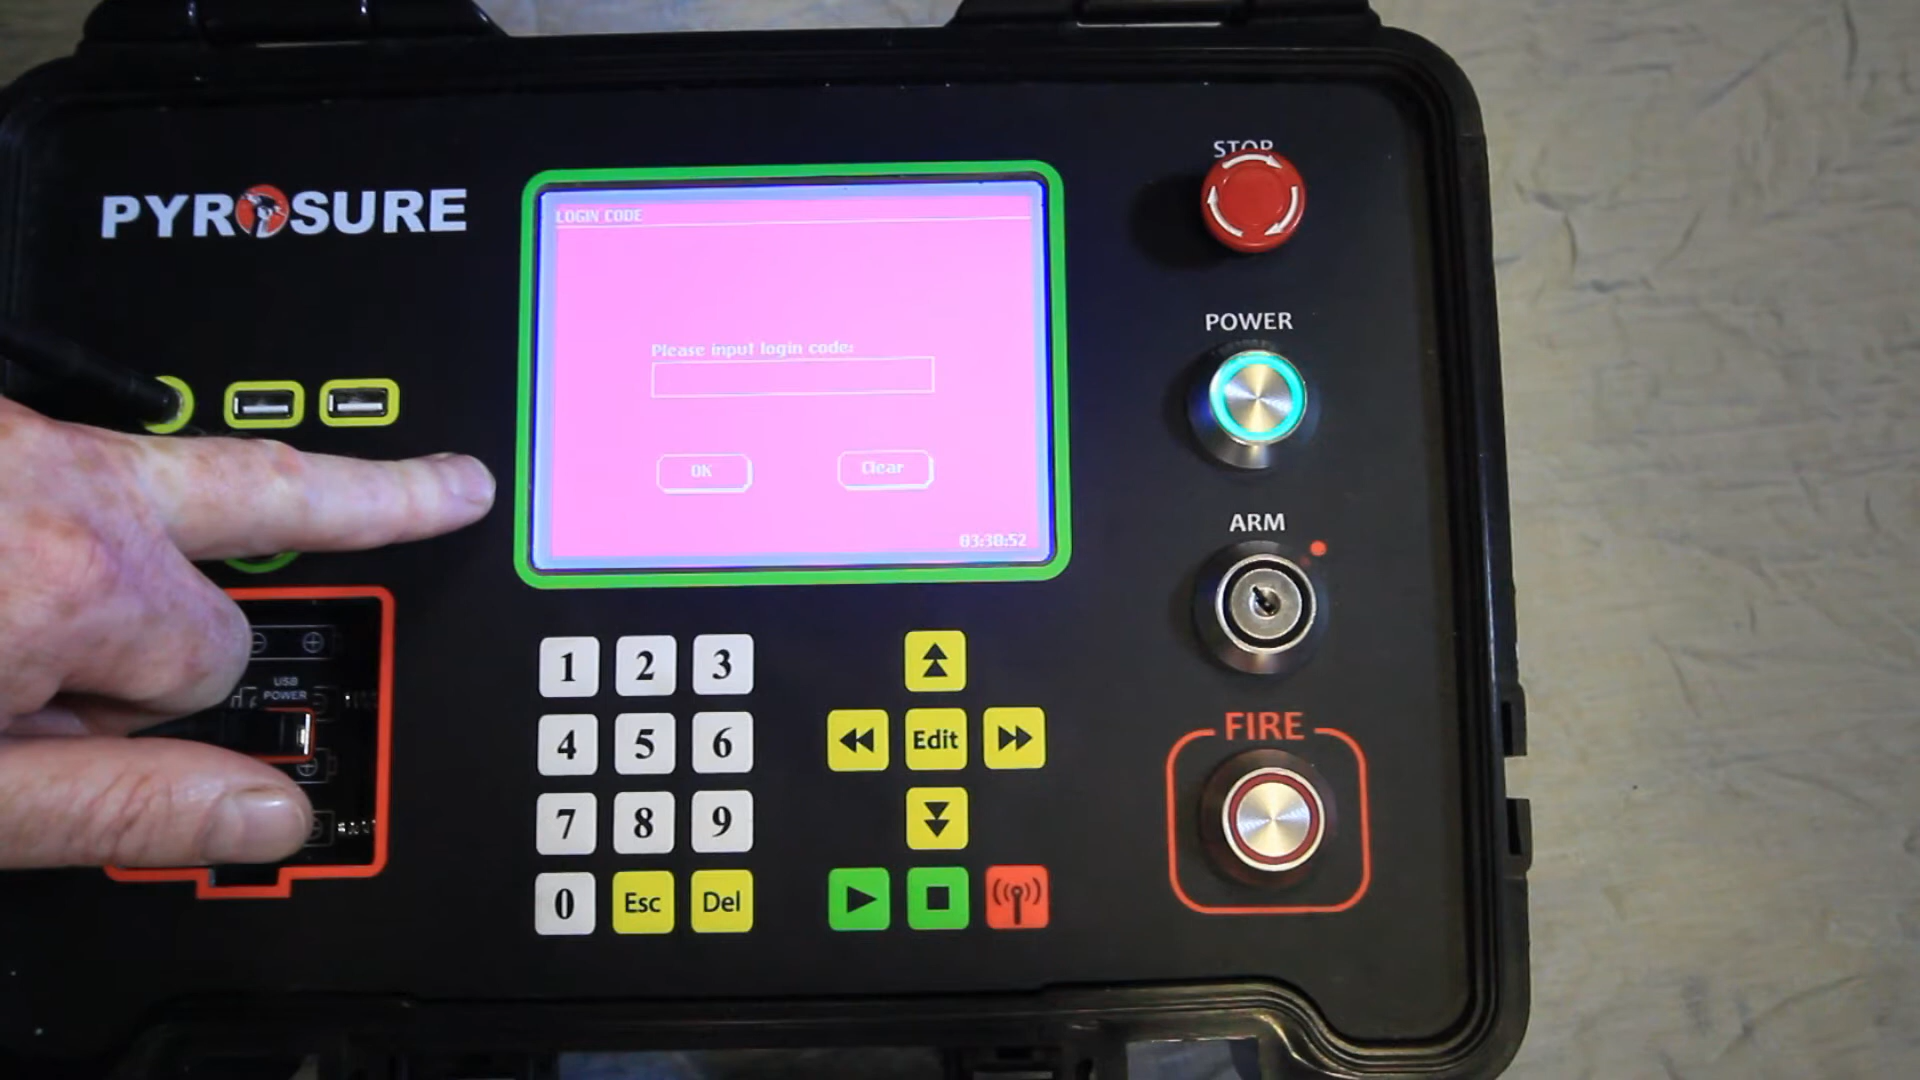 PYROSURE
LOGIN CODE
Please input login code:
OK
Clear
03:38:52
STOP
POWER
ARM
FIRE
USB
POWER
1 2 3
4 5 6 Edit
7 8 9
0 Esc Del